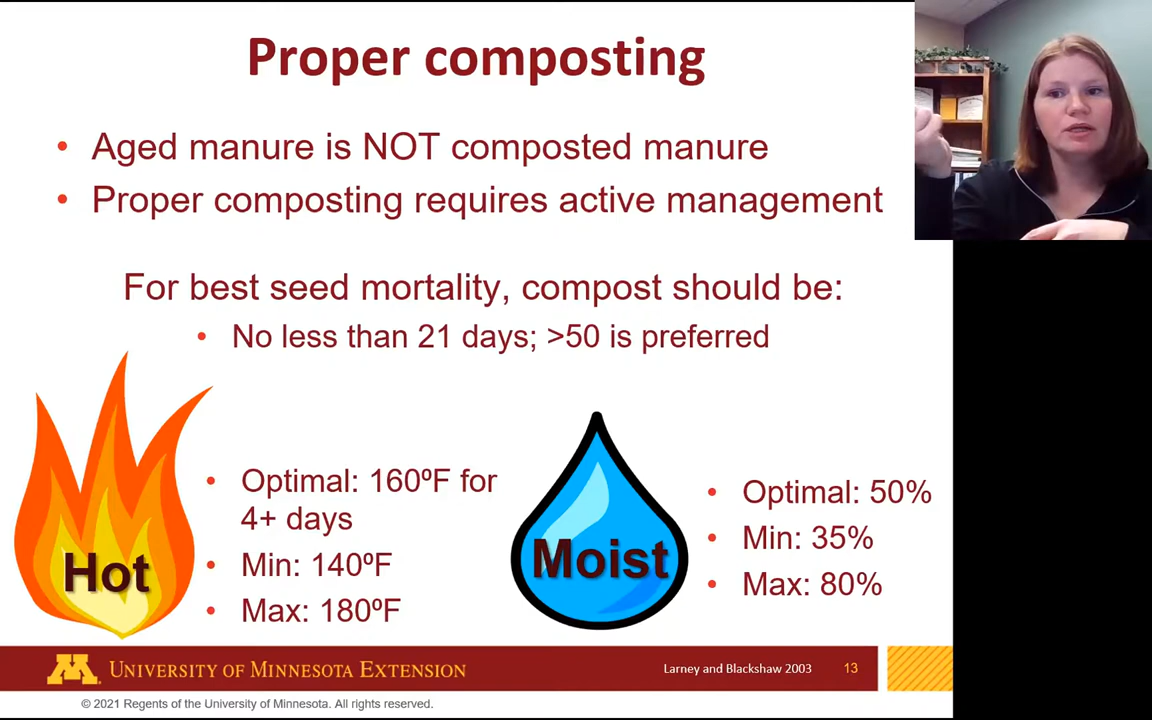 Proper composting
• Aged manure is NOT composted manure
• Proper composting requires active management
For best seed mortality, compost should be:
• No less than 21 days; >50 is preferred
Hot
• Optimal: 160ºF for
4+ days
• Min: 140ºF
• Max: 180ºF
Moist
• Optimal: 50%
• Min: 35%
• Max: 80%
M UNIVERSITY OF MINNESOTA EXTENSION
Larney and Blackshaw 2003 13
© 2021 Regents of the University of Minnesota. All rights reserved.